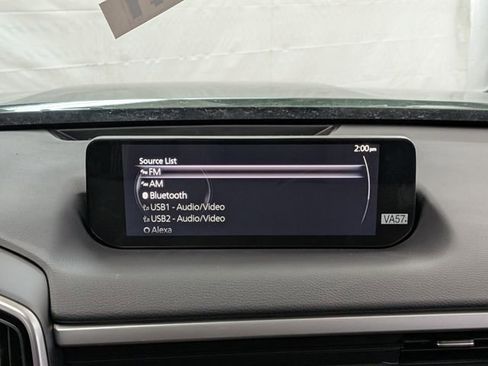 2:00pm
Source List
FM
AM
Bluetooth
USB1 - Audio/Video
USB2 - Audio/Video
Alexa
VA57